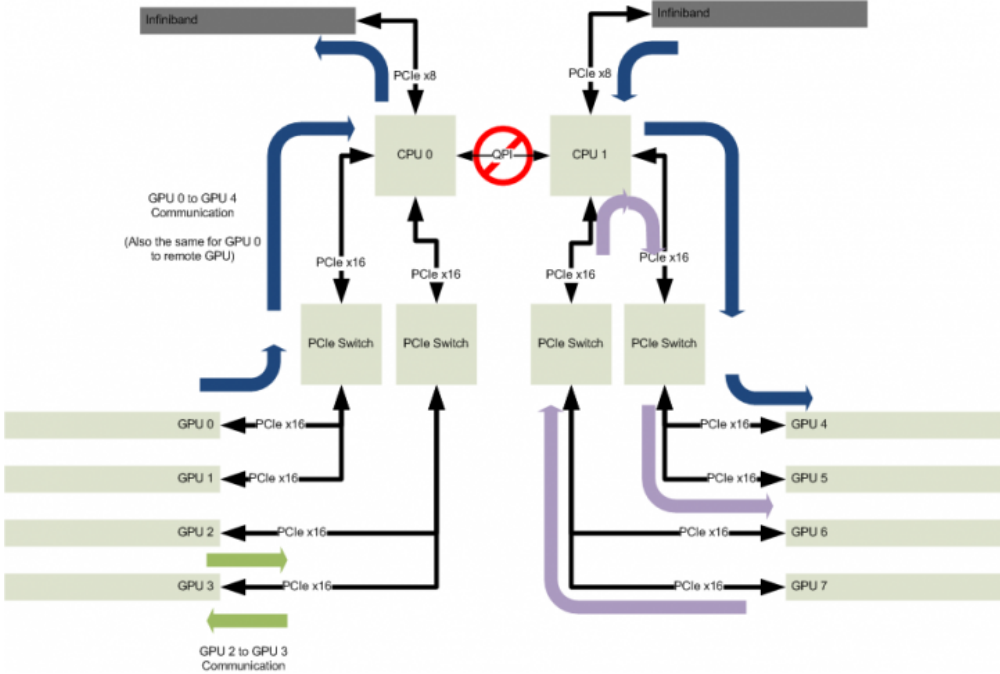 Infiniband
Infiniband
PCIe x8
PCIe x8
CPU 0
QPI
CPU 1
GPU 0 to GPU 4
Communication
(Also the same for GPU 0
to remote GPU)
PCIe x16
PCIe x16
PCIe x16
PCIe x16
PCIe Switch
PCIe Switch
PCIe Switch
PCIe Switch
GPU 0
PCIe x16
PCIe x16
GPU 4
GPU 1
PCIe x16
PCIe x16
GPU 5
GPU 2
PCIe x16
PCIe x16
GPU 6
GPU 3
PCIe x16
PCIe x16
GPU 7
GPU 2 to GPU 3
Communication